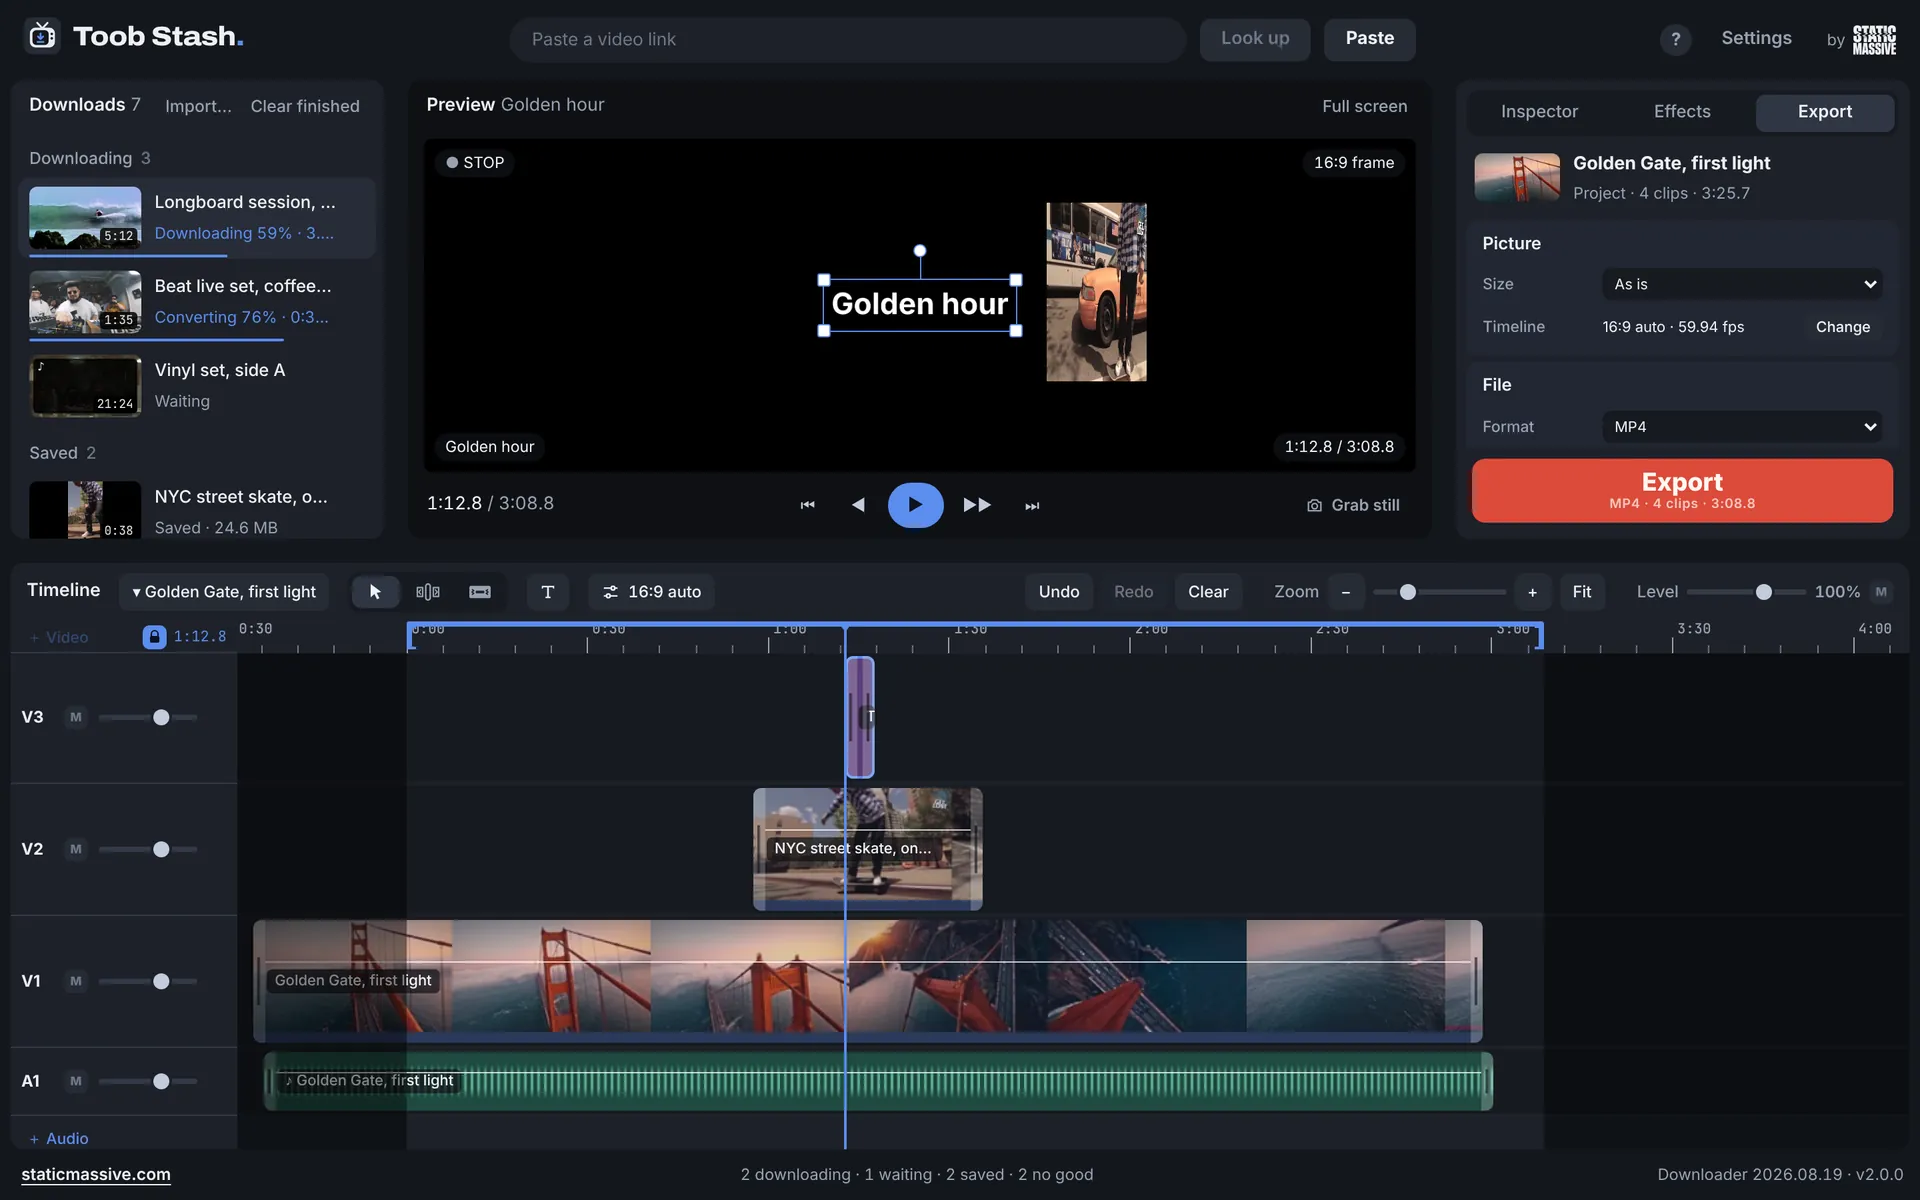 Toob Stash.
Paste a video link
Look up
Paste
?
Settings
by STATIC MASSIVE
Downloads 7
Import...
Clear finished
Downloading 3
Longboard session, ...
Downloading 59% · 3....
5:12
Beat live set, coffee...
Converting 76% · 0:3...
1:35
Vinyl set, side A
Waiting
21:24
Saved 2
NYC street skate, o...
Saved · 24.6 MB
0:38
Preview Golden hour
Full screen
STOP
16:9 frame
Golden hour
Golden hour
1:12.8 / 3:08.8
1:12.8 / 3:08.8
Grab still
Inspector
Effects
Export
Golden Gate, first light
Project · 4 clips · 3:25.7
Picture
Size
As is
Timeline
16:9 auto · 59.94 fps
Change
File
Format
MP4
Export
MP4 · 4 clips · 3:08.8
Timeline
▾ Golden Gate, first light
T
16:9 auto
Undo
Redo
Clear
Zoom
−
+
Fit
Level
100%
M
+ Video
1:12.8
0:30
0:00
0:30
1:00
1:30
2:00
2:30
3:00
3:30
4:00
V3
M
T
V2
M
NYC street skate, on...
V1
M
Golden Gate, first light
A1
M
♪ Golden Gate, first light
+ Audio
staticmassive.com
2 downloading · 1 waiting · 2 saved · 2 no good
Downloader 2026.08.19 · v2.0.0